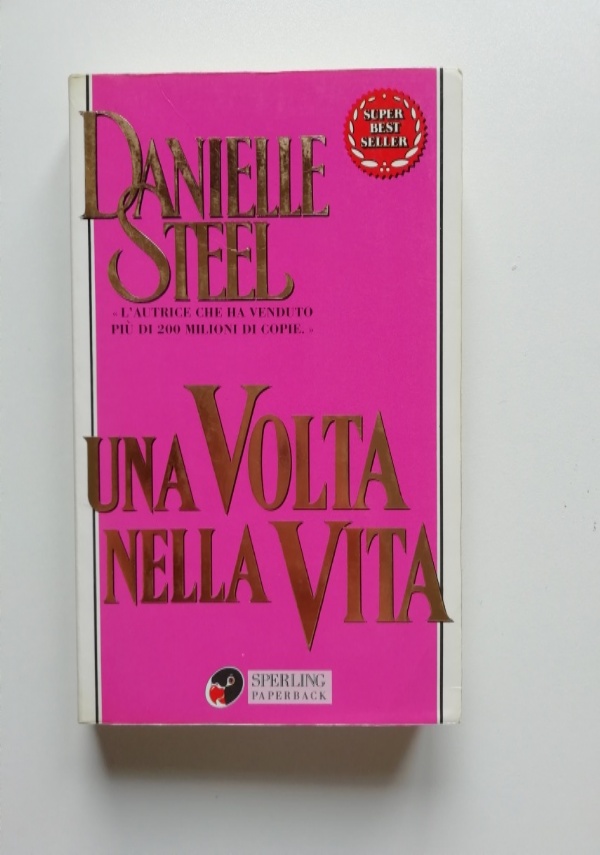 DANIELLE
STEEL
« L'AUTRICE CHE HA VENDUTO
PIÙ DI 200 MILIONI DI COPIE. »
SUPER
BEST
SELLER
UNA VOLTA
NELLA VITA
SPERLING
PAPERBACK